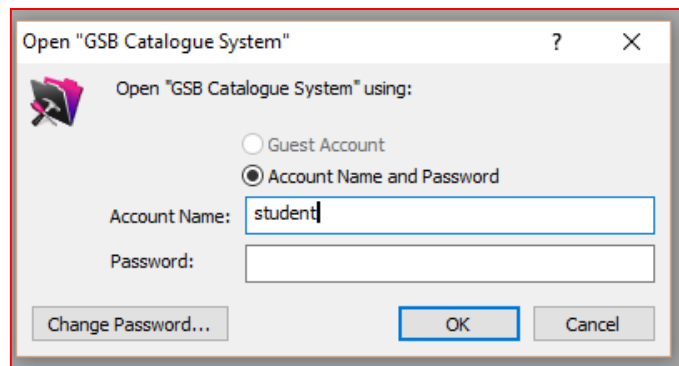 Open "GSB Catalogue System"
?
Open "GSB Catalogue System" using:
Guest Account
Account Name and Password
Account Name: student
Password:
Change Password... OK Cancel